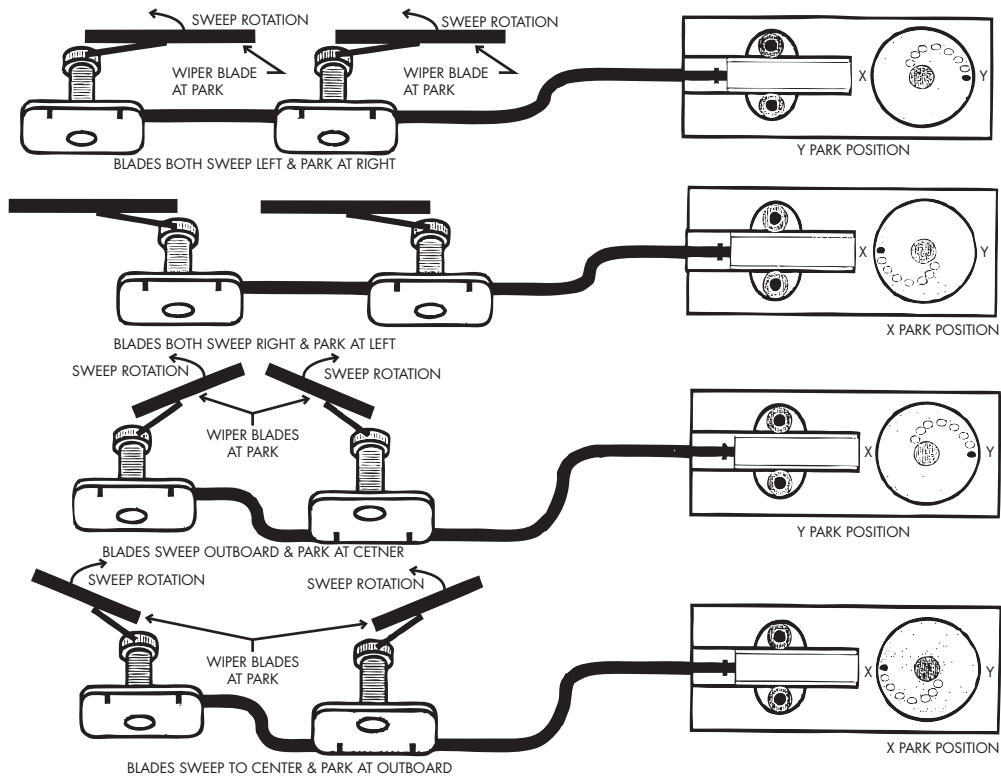 SWEEP ROTATION
SWEEP ROTATION
WIPER BLADE
AT PARK
WIPER BLADE
AT PARK
X
Y
BLADES BOTH SWEEP LEFT & PARK AT RIGHT
Y PARK POSITION
X
Y
X PARK POSITION
BLADES BOTH SWEEP RIGHT & PARK AT LEFT
SWEEP ROTATION
SWEEP ROTATION
WIPER BLADES
AT PARK
X
Y
Y PARK POSITION
BLADES SWEEP OUTBOARD & PARK AT CETNER
SWEEP ROTATION
SWEEP ROTATION
WIPER BLADES
AT PARK
X
Y
X PARK POSITION
BLADES SWEEP TO CENTER & PARK AT OUTBOARD